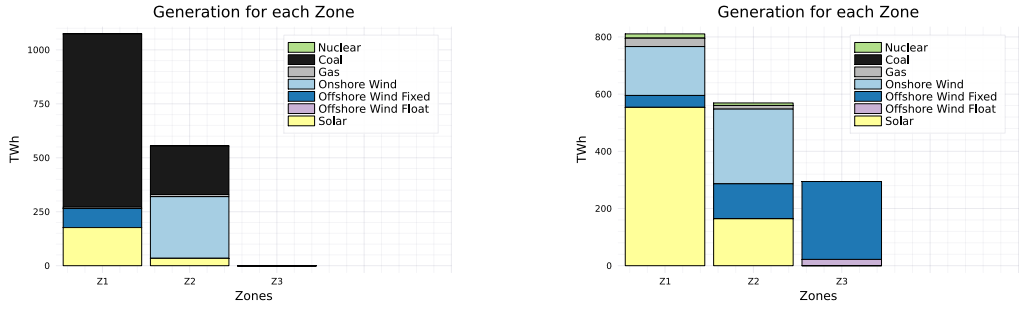 Generation for each Zone
TWh
1000
750
500
250
0
Nuclear
Coal
Gas
Onshore Wind
Offshore Wind Fixed
Offshore Wind Float
Solar
Z1
Z2
Z3
Zones
Generation for each Zone
TWh
800
600
400
200
0
Nuclear
Coal
Gas
Onshore Wind
Offshore Wind Fixed
Offshore Wind Float
Solar
Z1
Z2
Z3
Zones